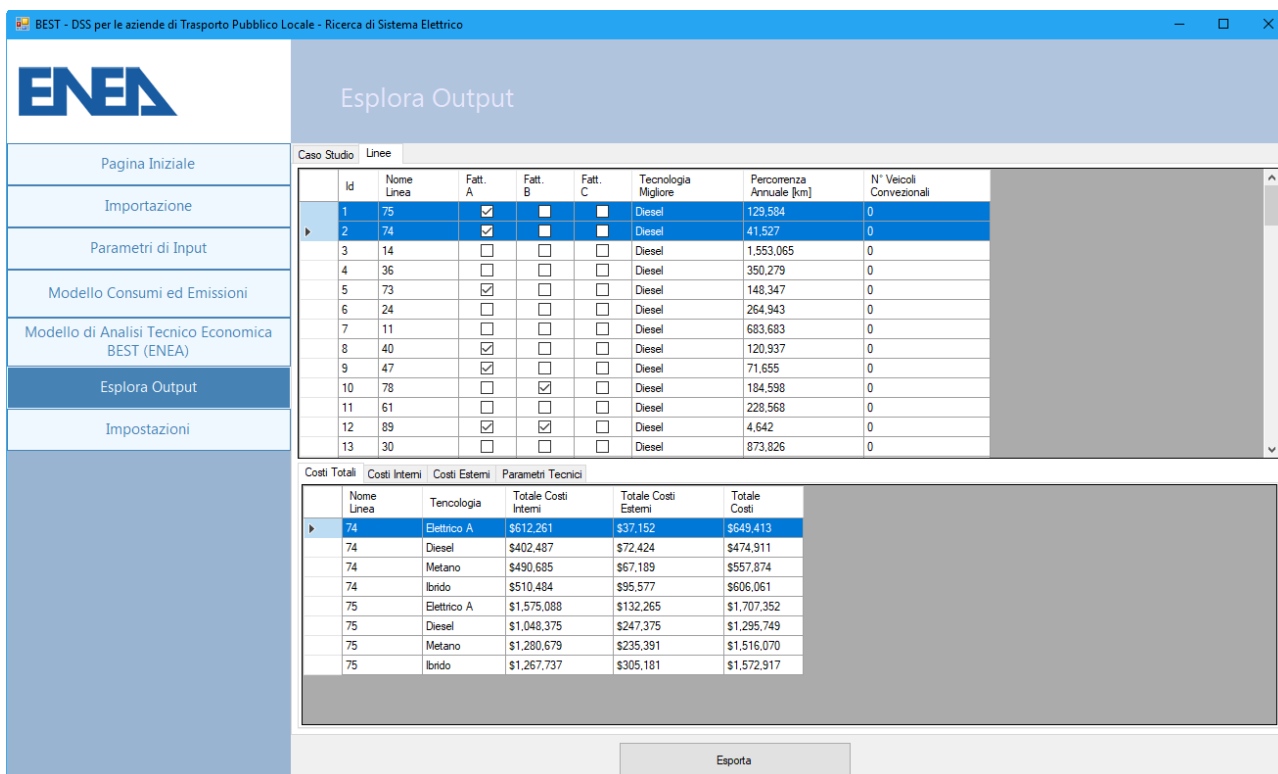 BEST - DSS per le aziende di Trasporto Pubblico Locale - Ricerca di Sistema Elettrico
ENEA
Esplora Output
Pagina Iniziale
Importazione
Parametri di Input
Modello Consumi ed Emissioni
Modello di Analisi Tecnico Economica
BEST (ENEA)
Esplora Output
Impostazioni
Caso Studio Linee
Id Nome Linea Fatt. A Fatt. B Fatt. C Tecnologia Migliore Percorrenza Annuale [km] N° Veicoli Convezionali
1 75 Diesel 129,584 0
2 74 Diesel 41,527 0
3 14 Diesel 1,553,065 0
4 36 Diesel 350,279 0
5 73 Diesel 148,347 0
6 24 Diesel 264,943 0
7 11 Diesel 683,683 0
8 40 Diesel 120,937 0
9 47 Diesel 71,655 0
10 78 Diesel 184,598 0
11 61 Diesel 228,568 0
12 89 Diesel 4,642 0
13 30 Diesel 873,826 0
Costi Totali Costi Interni Costi Esterni Parametri Tecnici
Nome Linea Tencologia Totale Costi Interni Totale Costi Esterni Totale Costi
74 Elettrico A $612,261 $37,152 $649,413
74 Diesel $402,487 $72,424 $474,911
74 Metano $490,685 $67,189 $557,874
74 Ibrido $510,484 $95,577 $606,061
75 Elettrico A $1,575,088 $132,265 $1,707,352
75 Diesel $1,048,375 $247,375 $1,295,749
75 Metano $1,280,679 $235,391 $1,516,070
75 Ibrido $1,267,737 $305,181 $1,572,917
Esporta